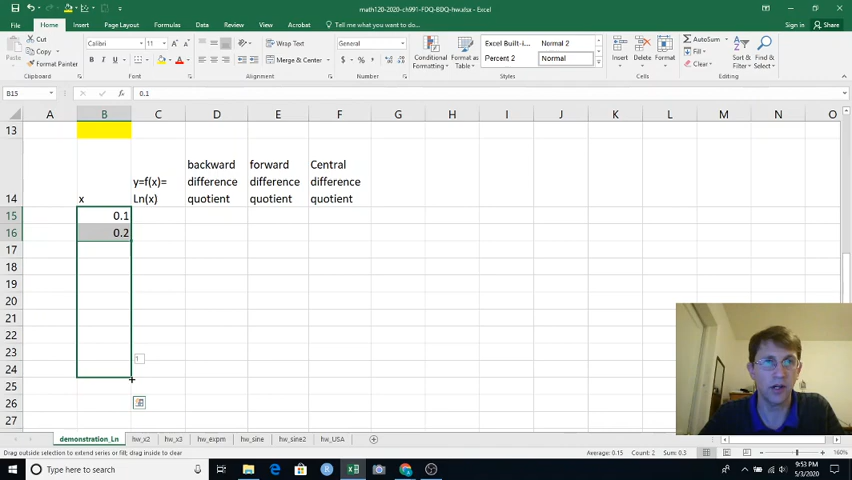 math120-2020-ch991-FDQ-BDQ-hw.xlsx - Excel
File Home Insert Page Layout Formulas Data Review View Acrobat Tell me what you want to do... Sign in Share
Cut
Copy
Format Painter
Paste
Clipboard
Calibri 11
B I U
Font
Wrap Text
Merge & Center
Alignment
General
Number
Conditional Formatting
Format as Table
Excel Built-i... Normal 2
Percent 2 Normal
Styles
Insert Delete Format
Cells
AutoSum
Fill
Clear
Sort & Filter
Find & Select
Editing
B15 fx 0.1
A B C D E F G H I J K L M N O
13
14 x y=f(x)= Ln(x) backward difference quotient forward difference quotient Central difference quotient
15 0.1
16 0.2
17
18
19
20
21
22
23 1
24
25
26
27
demonstration_Ln hw_x2 hw_x3 hw_expm hw_sine hw_sine2 hw_USA
Drag outside selection to extend series or fill; drag inside to clear Average: 0.15 Count: 2 Sum: 0.3 160%
Type here to search
9:53 PM
5/3/2020